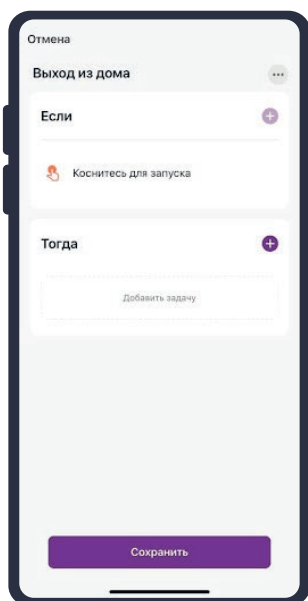 Отмена
Выход из дома
Если
Коснитесь для запуска
Тогда
Добавить задачу
Сохранить